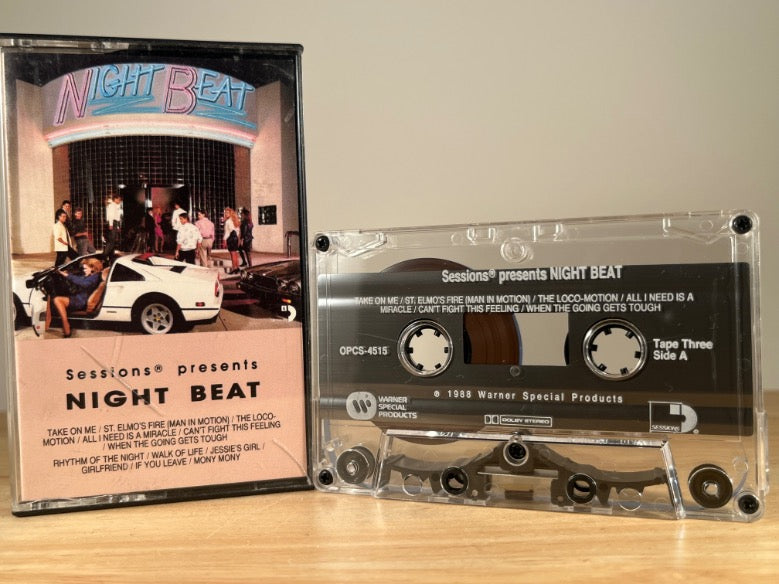 NIGHT BEAT
Sessions® presents
NIGHT BEAT
TAKE ON ME / ST. ELMO'S FIRE (MAN IN MOTION) / THE LOCO-
MOTION / ALL I NEED IS A MIRACLE / CAN'T FIGHT THIS FEELING
/ WHEN THE GOING GETS TOUGH
RHYTHM OF THE NIGHT / WALK OF LIFE / JESSIE'S GIRL /
GIRLFRIEND / IF YOU LEAVE / MONY MONY
Sessions® presents NIGHT BEAT
TAKE ON ME / ST. ELMO'S FIRE (MAN IN MOTION) / THE LOCO-MOTION / ALL I NEED IS A
MIRACLE / CAN'T FIGHT THIS FEELING / WHEN THE GOING GETS TOUGH
OPCS-4515
Tape Three
Side A
℗ 1988 Warner Special Products
WARNER
SPECIAL
PRODUCTS
DOLBY STEREO
SESSIONS